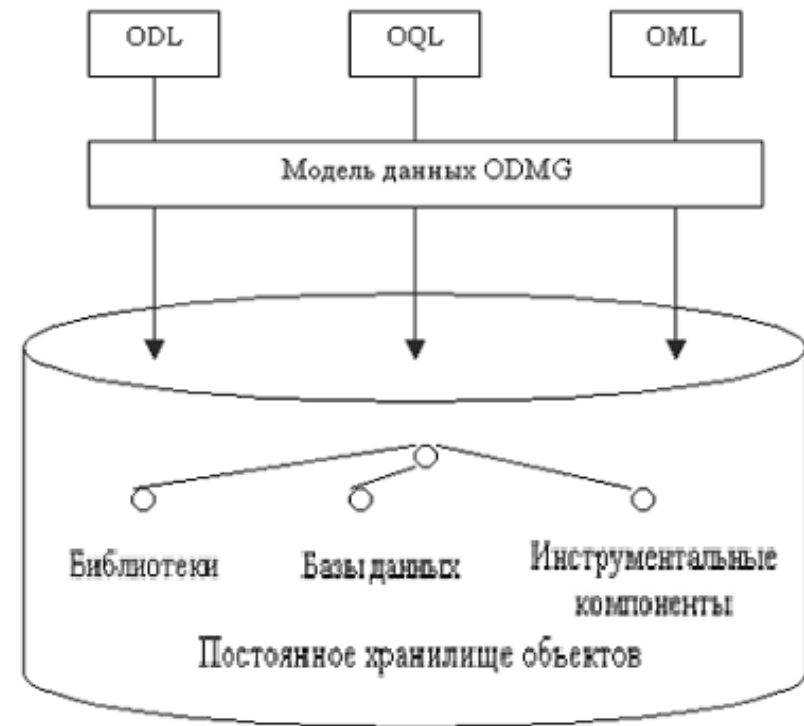 ODL
OQL
OML
Модель данных ODMG
Библиотеки
Базы данных
Инструментальные
компоненты
Постоянное хранилище объектов